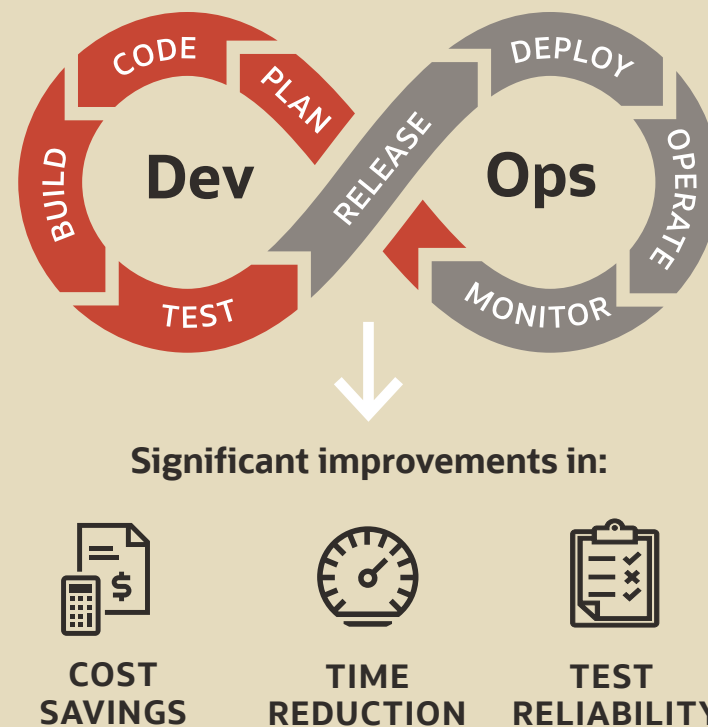 CODE
PLAN
BUILD
Dev
TEST
RELEASE
DEPLOY
OPERATE
Ops
MONITOR
Significant improvements in:
$
COST
SAVINGS
TIME
REDUCTION
TEST
RELIABILITY